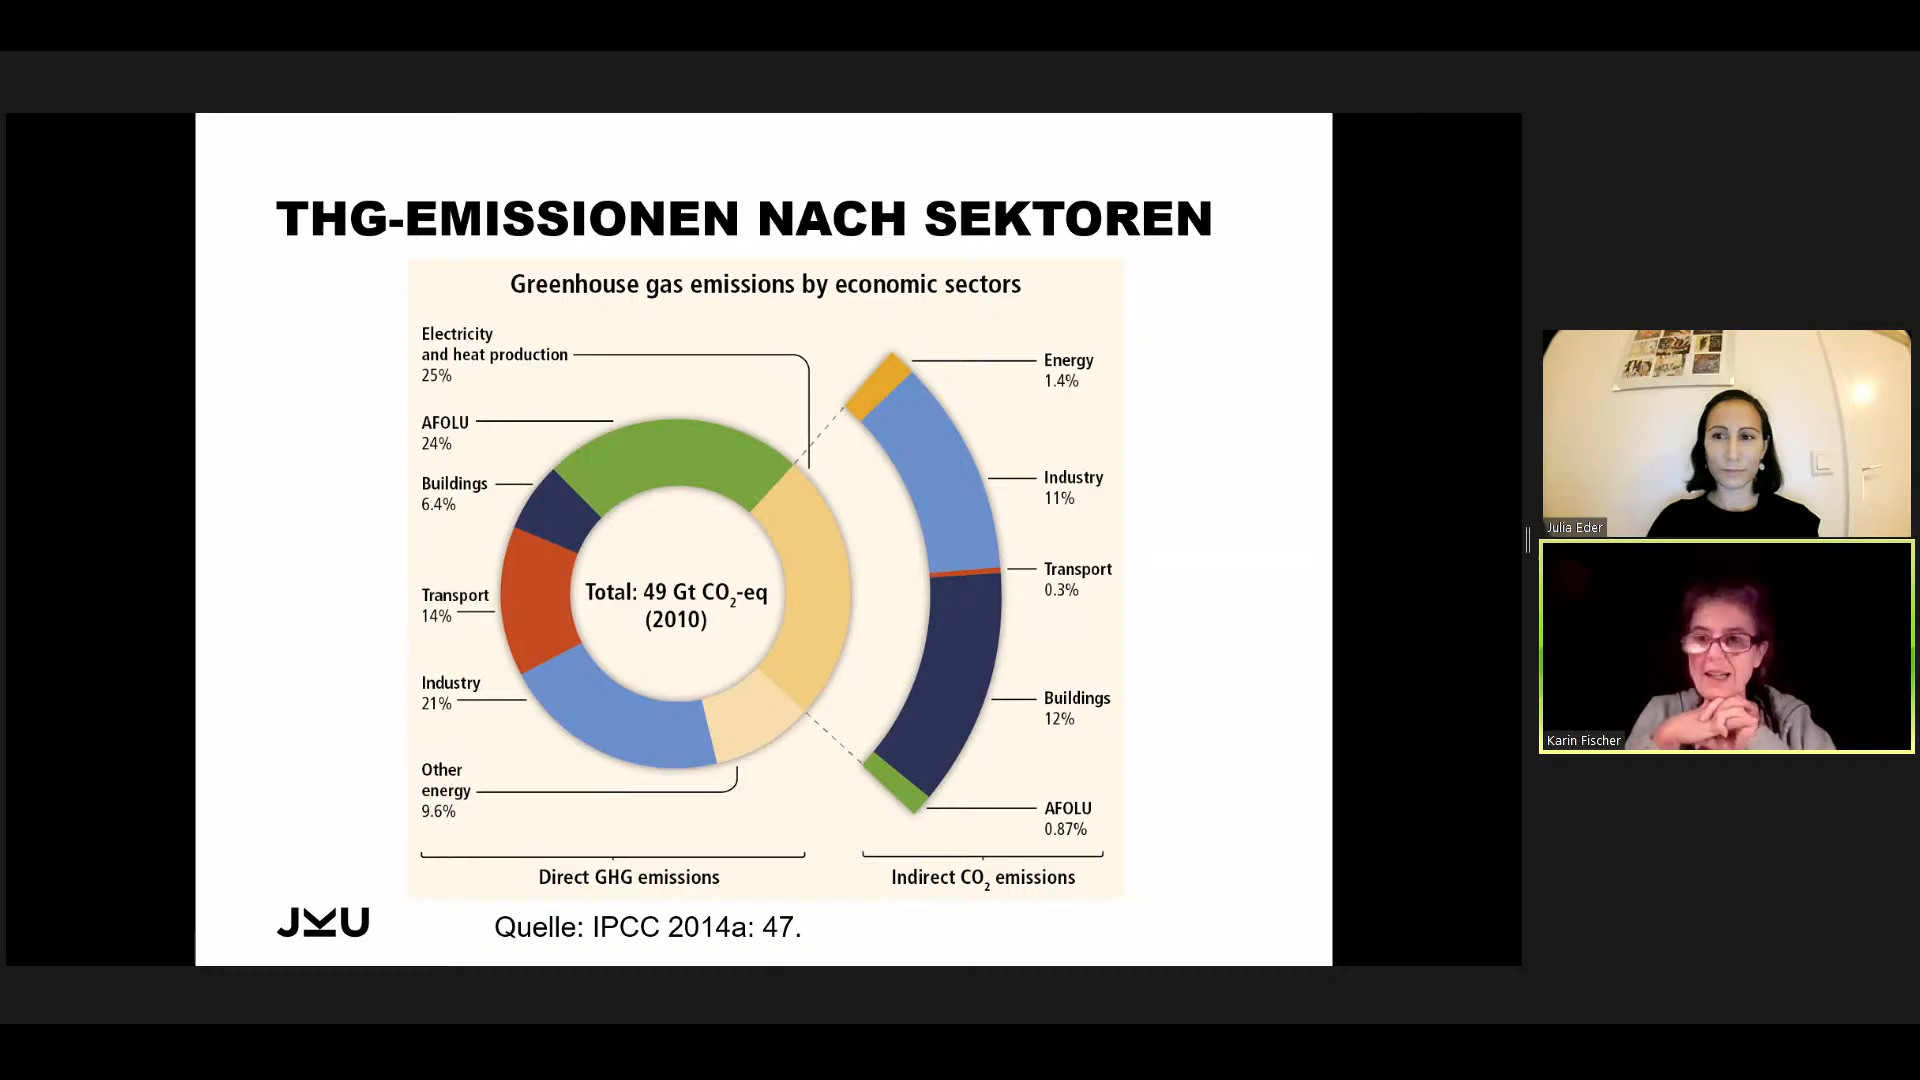 THG-EMISSIONEN NACH SEKTOREN
Greenhouse gas emissions by economic sectors
Electricity
and heat production
25%
AFOLU
24%
Buildings
6.4%
Transport
14%
Industry
21%
Other
energy
9.6%
Total: 49 Gt CO₂-eq
(2010)
Energy
1.4%
Industry
11%
Transport
0.3%
Buildings
12%
AFOLU
0.87%
Direct GHG emissions
Indirect CO₂ emissions
JKU
Quelle: IPCC 2014a: 47.
Julia Eder
Karin Fischer